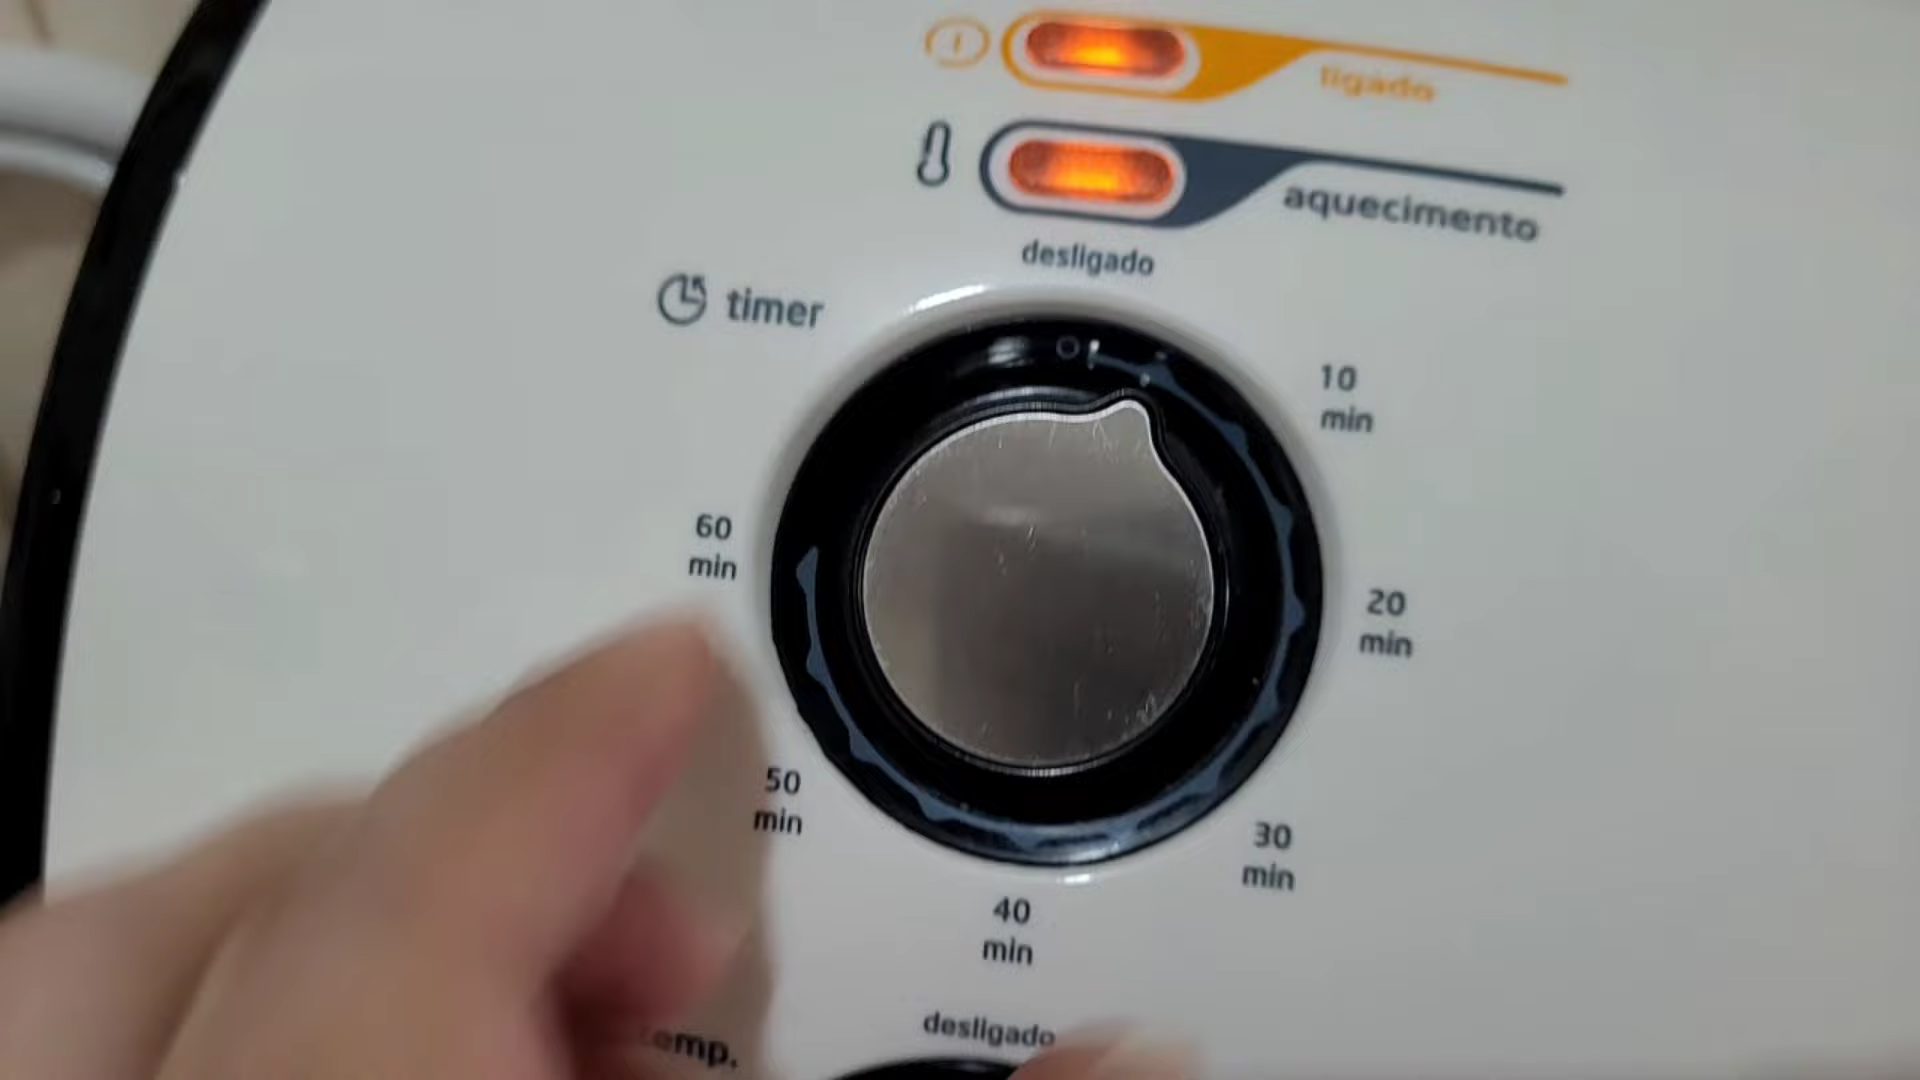 ligado
aquecimento
desligado
timer
10
min
60
min
20
min
50
min
30
min
40
min
desligado
temp.